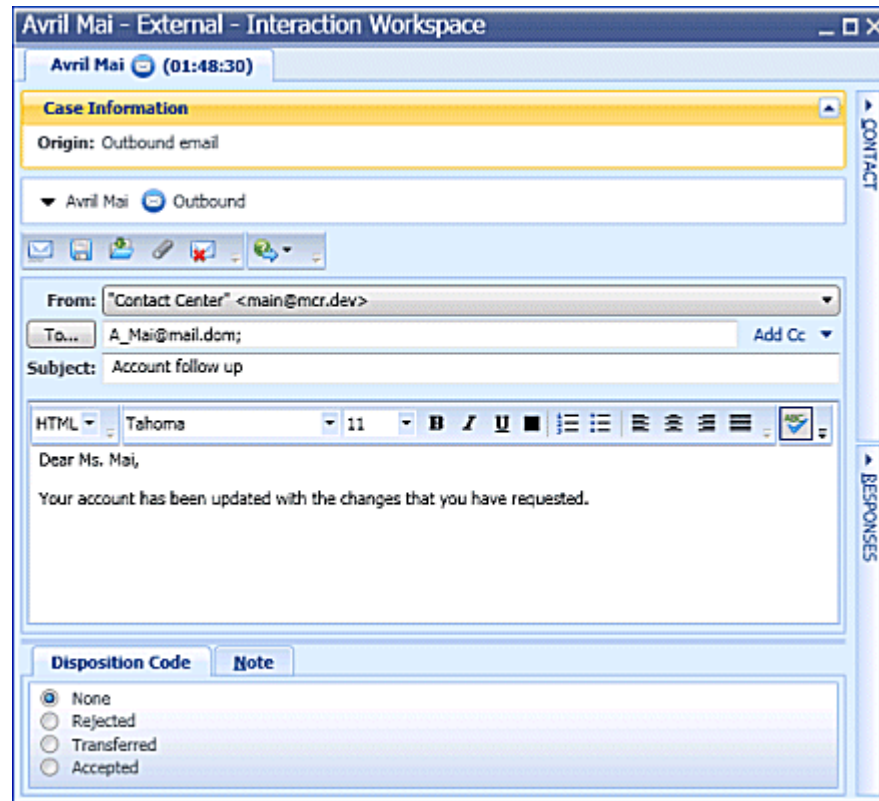 Avril Mai - External - Interaction Workspace
Avril Mai (01:48:30)
Case Information
Origin: Outbound email
Avril Mai Outbound
From: "Contact Center" <main@mcr.dev>
To... A_Mai@mail.dom; Add Cc
Subject: Account follow up
HTML Tahoma 11 B I U ABC
Dear Ms. Mai,
Your account has been updated with the changes that you have requested.
Disposition Code Note
None
Rejected
Transferred
Accepted
CONTACT
RESPONSES